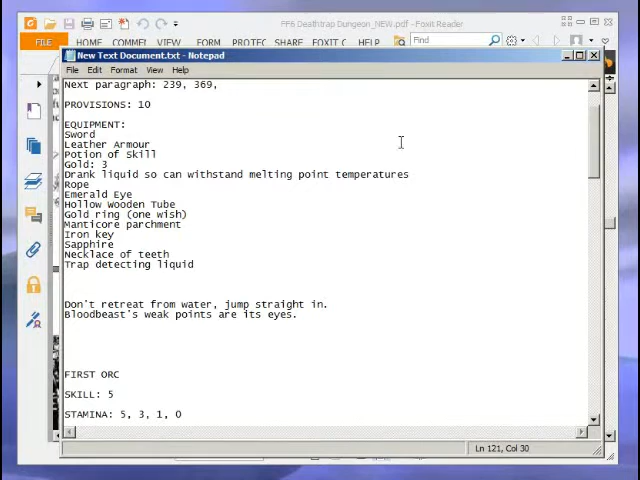 FF6 Deathtrap Dungeon_NEW.pdf - Foxit Reader
FILE HOME COMMEI VIEW FORM PROTEC SHARE FOXIT C HELP Find
New Text Document.txt - Notepad
File Edit Format View Help
Next paragraph: 239, 369,
PROVISIONS: 10
EQUIPMENT:
Sword
Leather Armour
Potion of Skill
Gold: 3
Drank liquid so can withstand melting point temperatures
Rope
Emerald Eye
Hollow Wooden Tube
Gold ring (one wish)
Manticore parchment
Iron key
Sapphire
Necklace of teeth
Trap detecting liquid
Don't retreat from water, jump straight in.
Bloodbeast's weak points are its eyes.
FIRST ORC
SKILL: 5
STAMINA: 5, 3, 1, 0
Ln 121, Col 30